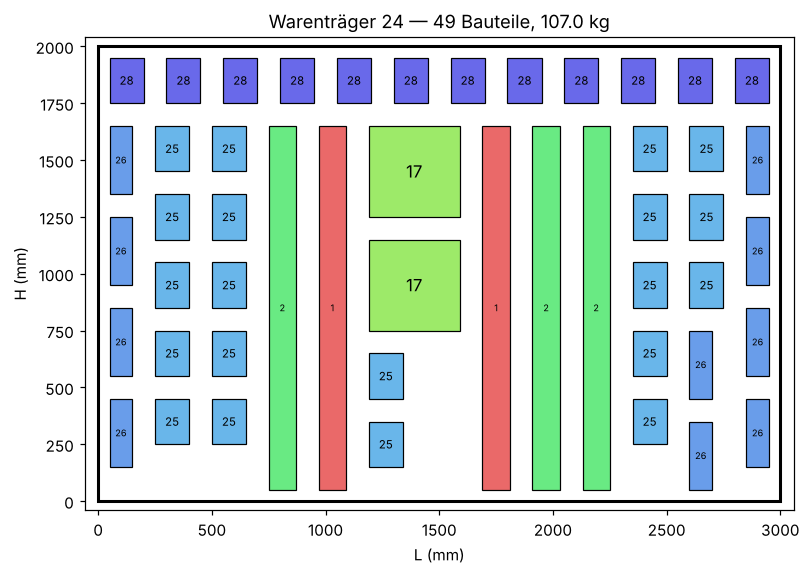 Warenträger 24 — 49 Bauteile, 107.0 kg
2000
28 28 28 28 28 28 28 28 28 28 28 28
1750
26 25 25 17 25 25 26
1500
26 25 25 25 25 26
1250
H (mm)
1000
25 25 17 25 25
26 2 1 1 2 2 26
750
25 25 25 25 26
500
26 25 25 25 25 26
250
25 26
0
0 500 1000 1500 2000 2500 3000
L (mm)